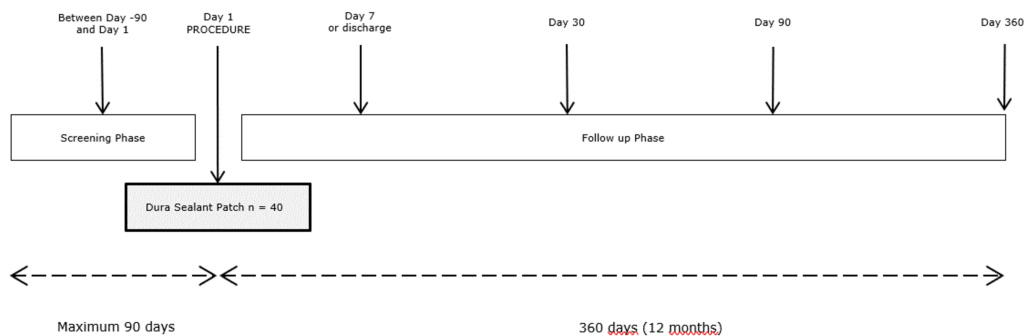 Between Day -90
and Day 1
Day 1
PROCEDURE
Day 7
or discharge
Day 30
Day 90
Day 360
Screening Phase
Follow up Phase
Dura Sealant Patch n = 40
Maximum 90 days
360 days (12 months)